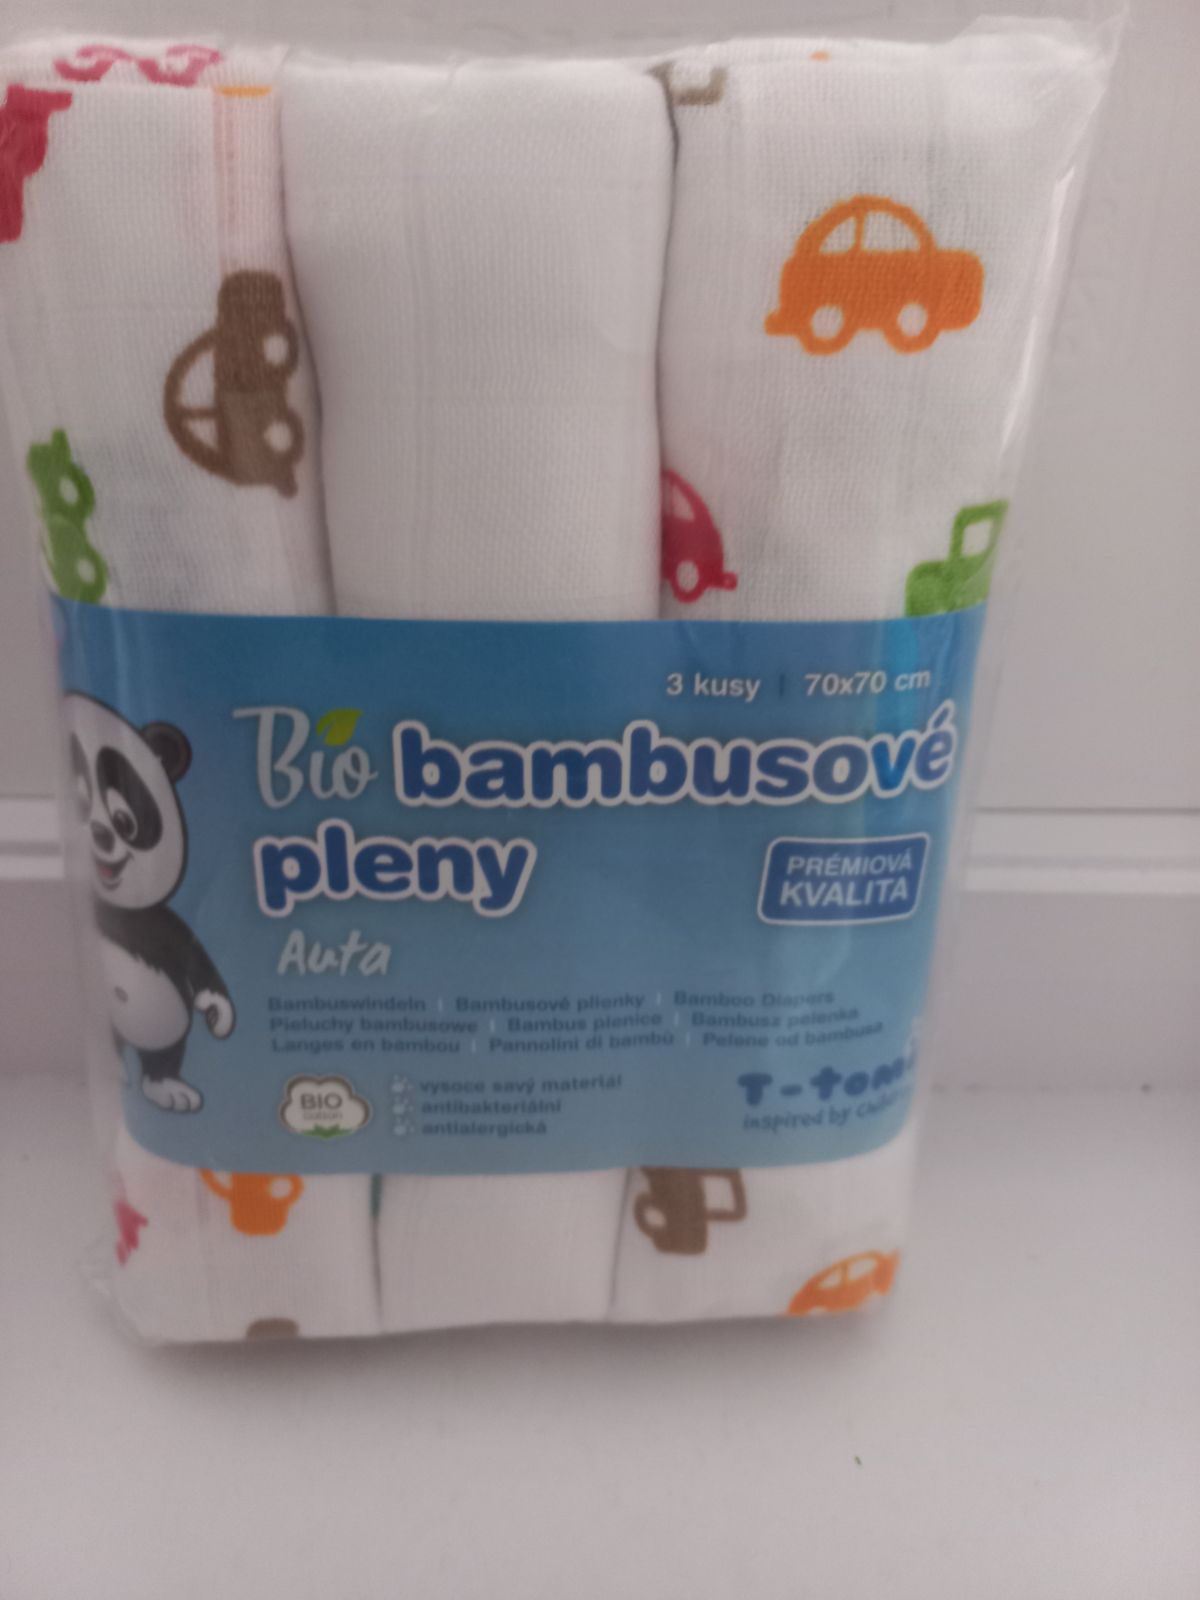 3 kusy | 70x70 cm
Bio bambusové
pleny
PRÉMIOVÁ
KVALITA
Auta
Bambuswindeln | Bambusové plienky | Bamboo Diapers
Pieluchy bambusowe | Bambus plenice | Bambusz pelenka
Langes en bambou | Pannolini di bambù | Pelene od bambusa
BIO
cotton
vysoce savý materiál
antibakteriální
antialergická
T-tomi
inspired by